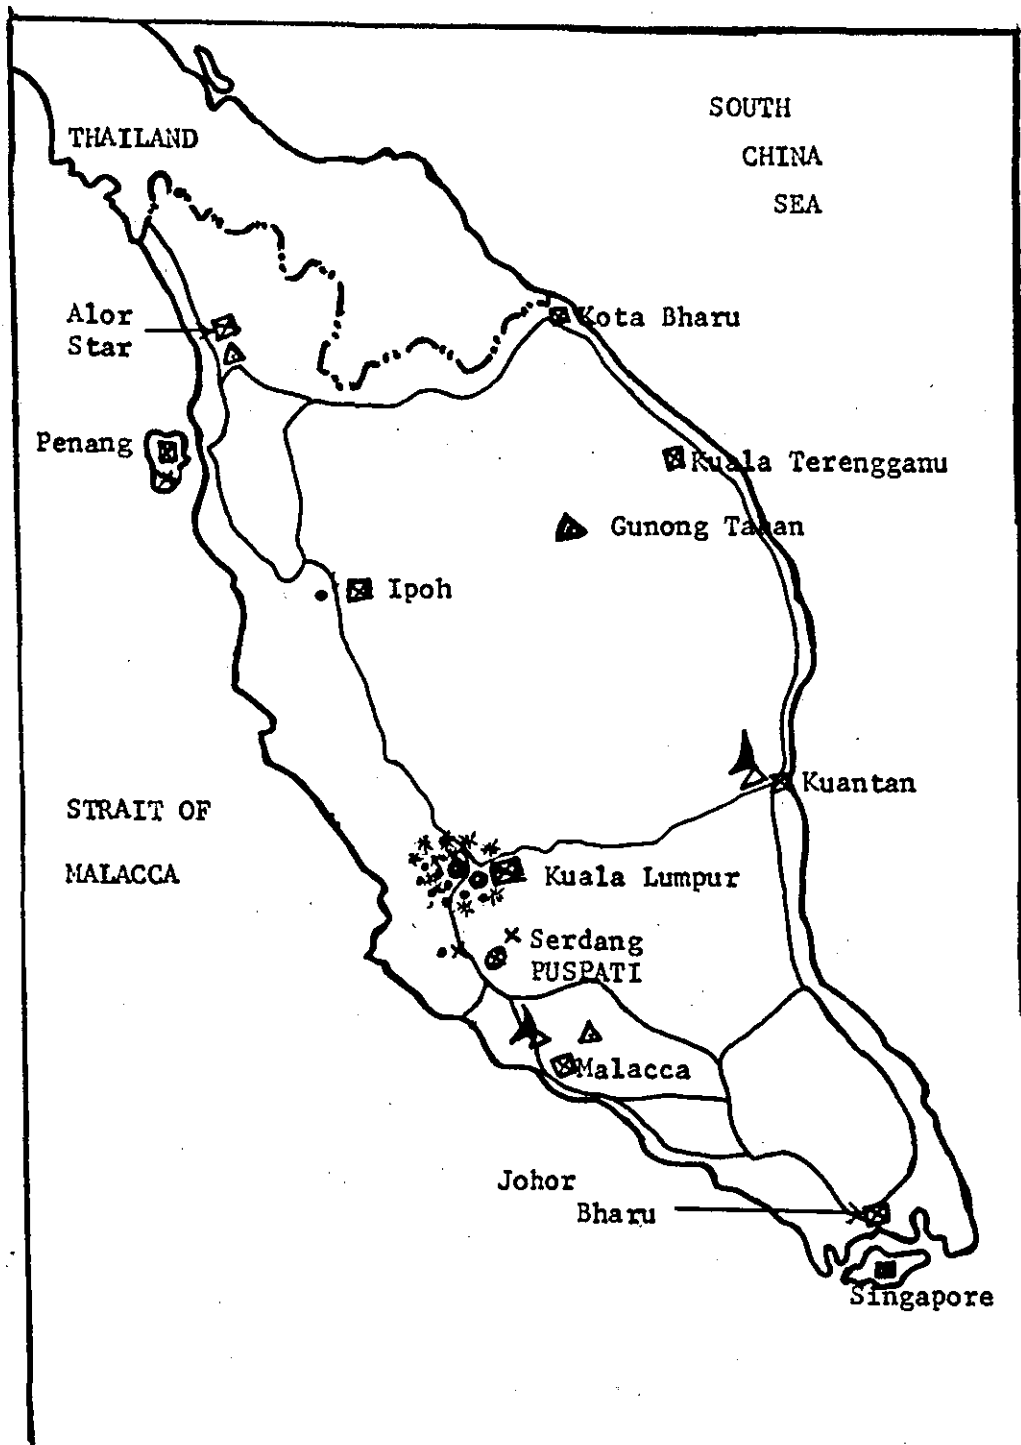 SOUTH
CHINA
SEA
THAILAND
Alor
Star
Kota Bharu
Penang
Kuala Terengganu
Gunong Tahan
Ipoh
Kuantan
STRAIT OF
MALACCA
Kuala Lumpur
Serdang
PUSPATI
Malacca
Johor
Bharu
Singapore